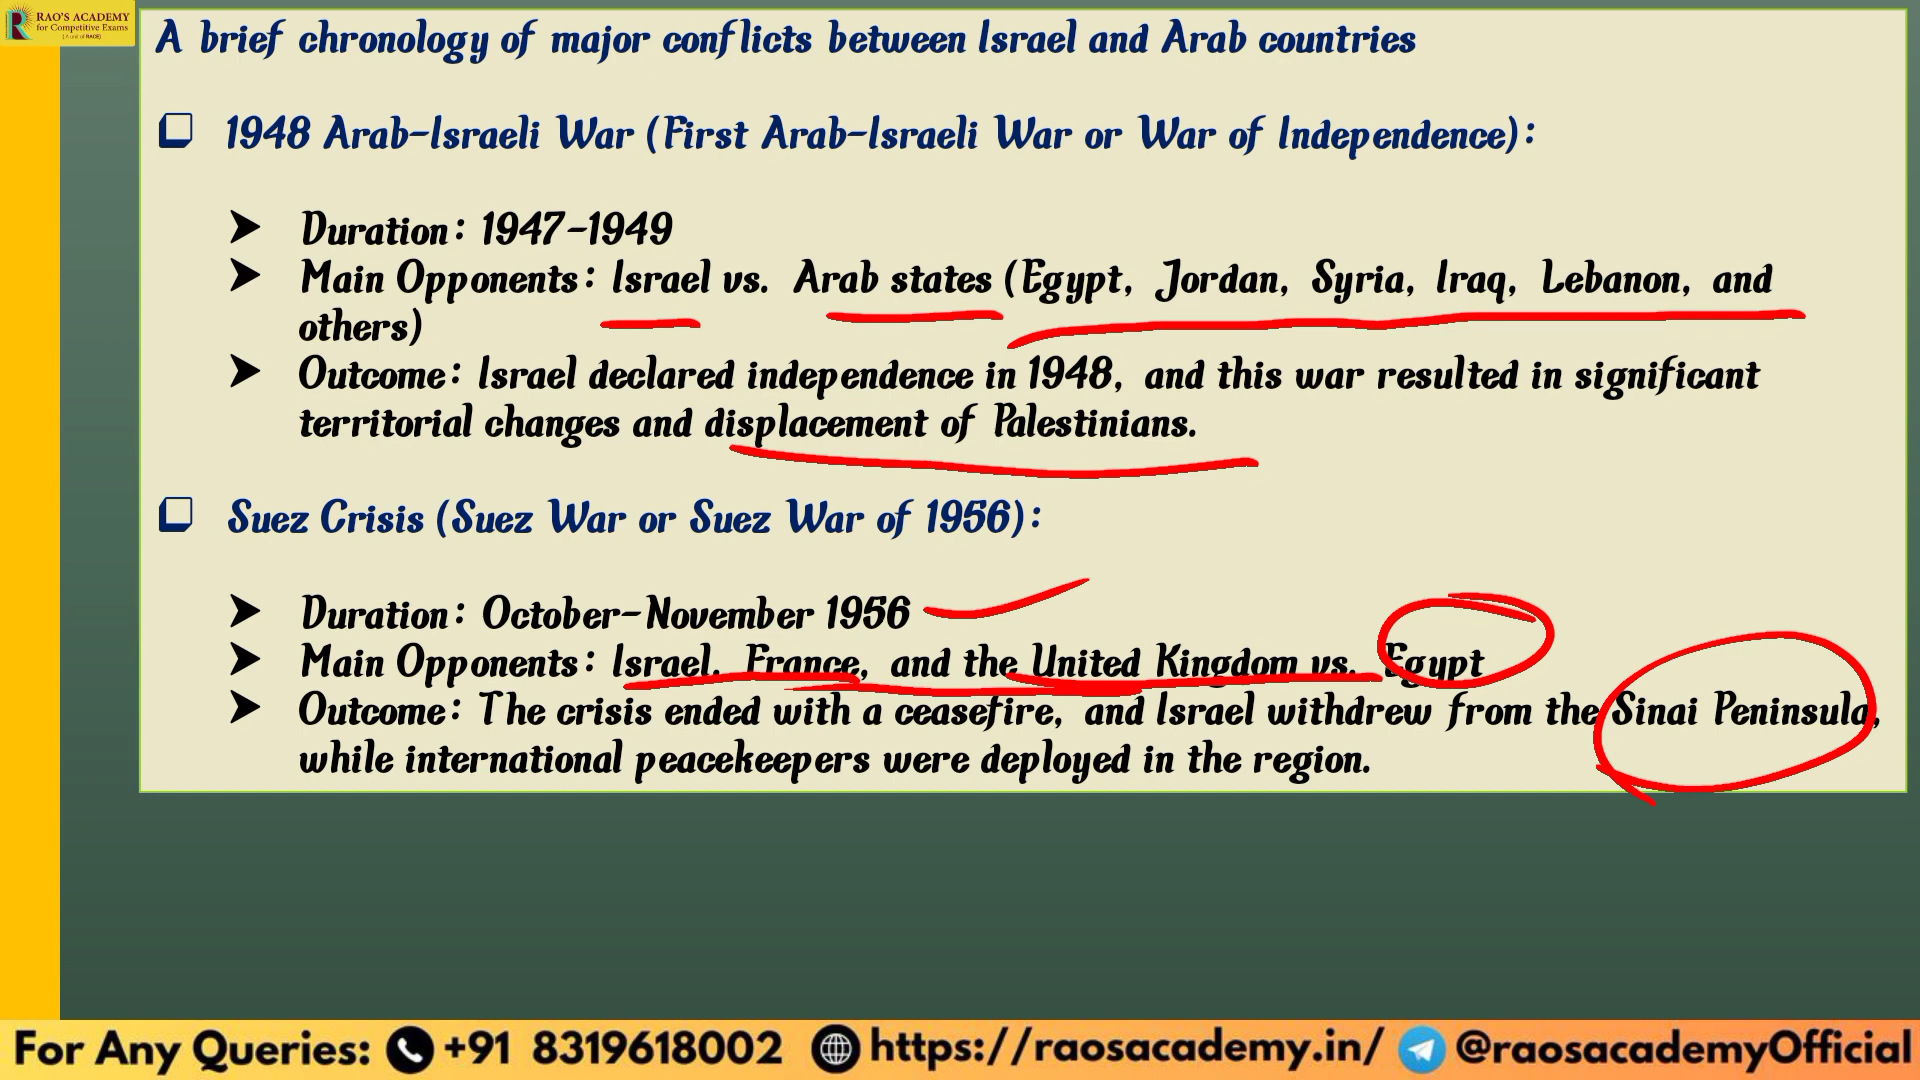 RAO'S ACADEMY
for Competitive Exams
(A unit of RACE)
A brief chronology of major conflicts between Israel and Arab countries
1948 Arab-Israeli War (First Arab-Israeli War or War of Independence):
Duration: 1947-1949
Main Opponents: Israel vs. Arab states (Egypt, Jordan, Syria, Iraq, Lebanon, and
others)
Outcome: Israel declared independence in 1948, and this war resulted in significant
territorial changes and displacement of Palestinians.
Suez Crisis (Suez War or Suez War of 1956):
Duration: October-November 1956
Main Opponents: Israel, France, and the United Kingdom vs. Egypt
Outcome: The crisis ended with a ceasefire, and Israel withdrew from the Sinai Peninsula,
while international peacekeepers were deployed in the region.
For Any Queries: +91 8319618002 https://raosacademy.in/ @raosacademyOfficial